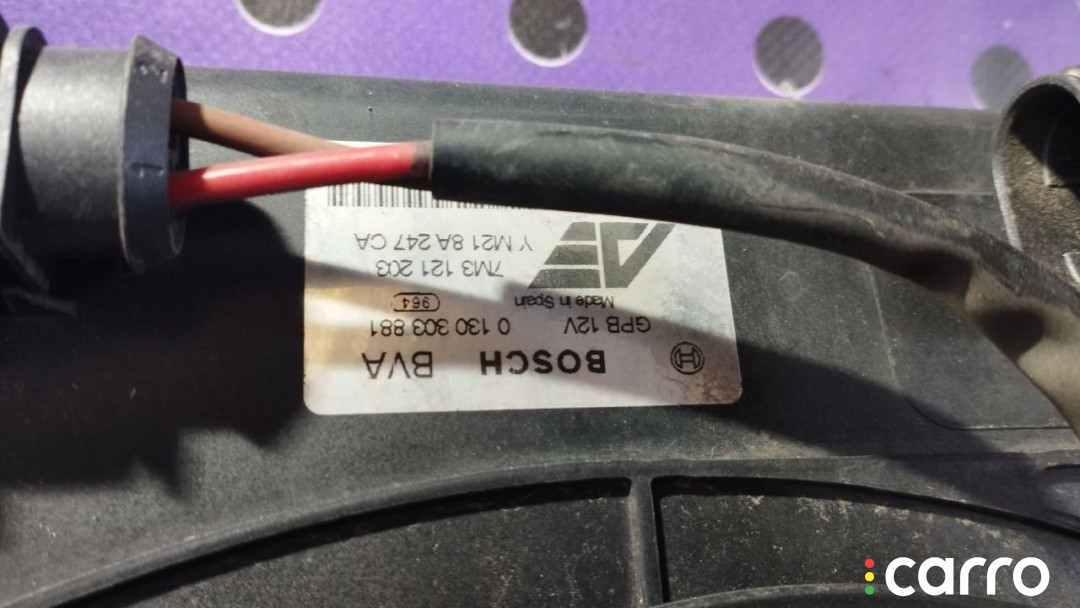 BOSCH BVA
GPB 12V 0 130 303 881
Made in Spain 964
7M3 121 203
YM21 8A 247 CA
carro